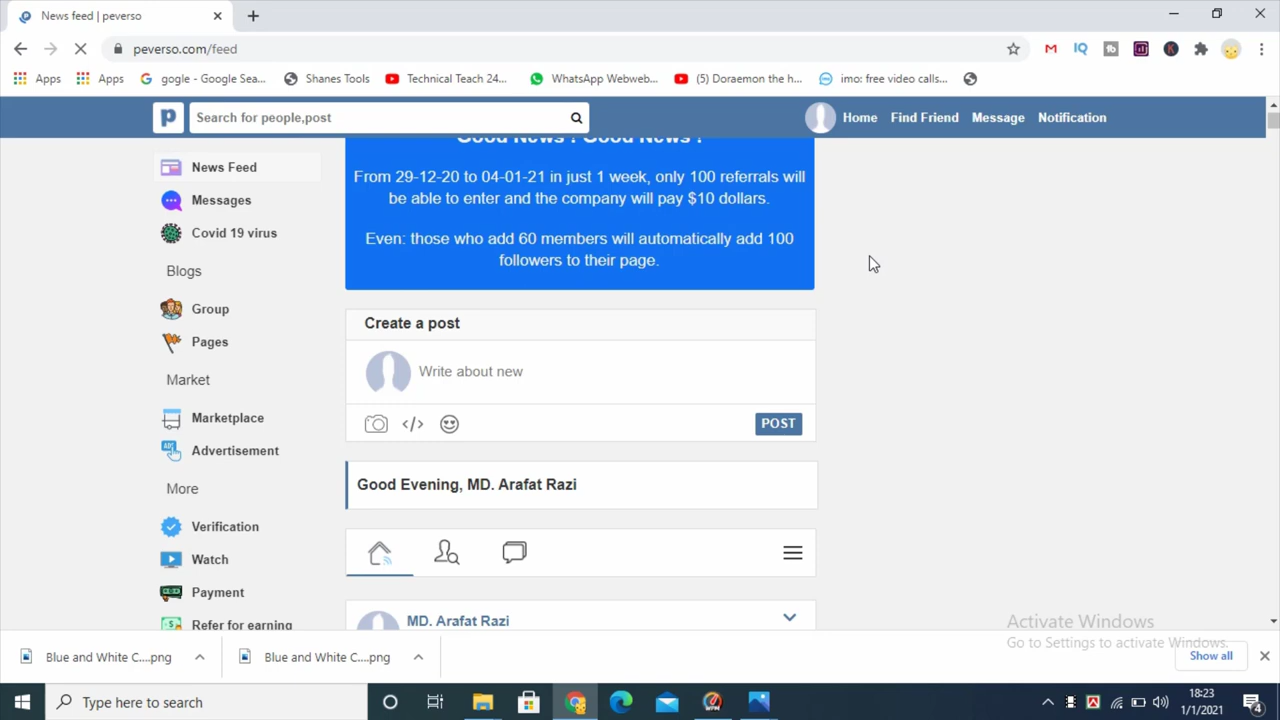 News feed | peverso
peverso.com/feed
Apps
Apps
gogle - Google Sea...
Shanes Tools
Technical Teach 24...
WhatsApp Webweb...
(5) Doraemon the h...
imo: free video calls...
Search for people,post
Home
Find Friend
Message
Notification
Good News ! Good News !
From 29-12-20 to 04-01-21 in just 1 week, only 100 referrals will
be able to enter and the company will pay $10 dollars.
Even: those who add 60 members will automatically add 100
followers to their page.
News Feed
Messages
Covid 19 virus
Blogs
Group
Pages
Market
Marketplace
Advertisement
More
Verification
Watch
Payment
Refer for earning
Create a post
Write about new
POST
Good Evening, MD. Arafat Razi
MD. Arafat Razi
Activate Windows
Go to Settings to activate Windows.
Blue and White C....png
Blue and White C....png
Show all
Type here to search
18:23
1/1/2021
4